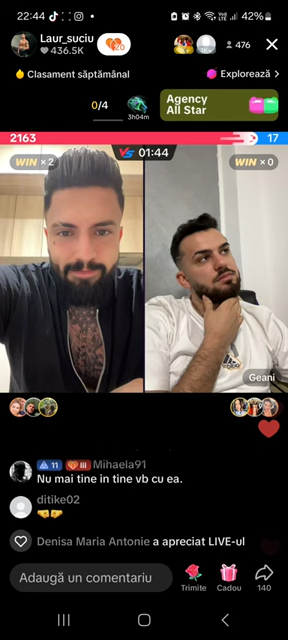 22:44
42%
Laur_suciu
436.5K
20
476
Clasament săptămânal
Explorează >
0/4
3h04m
Agency
All Star
2163
VS 01:44
17
WIN × 2
WIN × 0
Geani
11 III Mihaela91
Nu mai tine in tine vb cu ea.
ditike02
Denisa Maria Antonie a apreciat LIVE-ul
Adaugă un comentariu
Trimite
Cadou
140